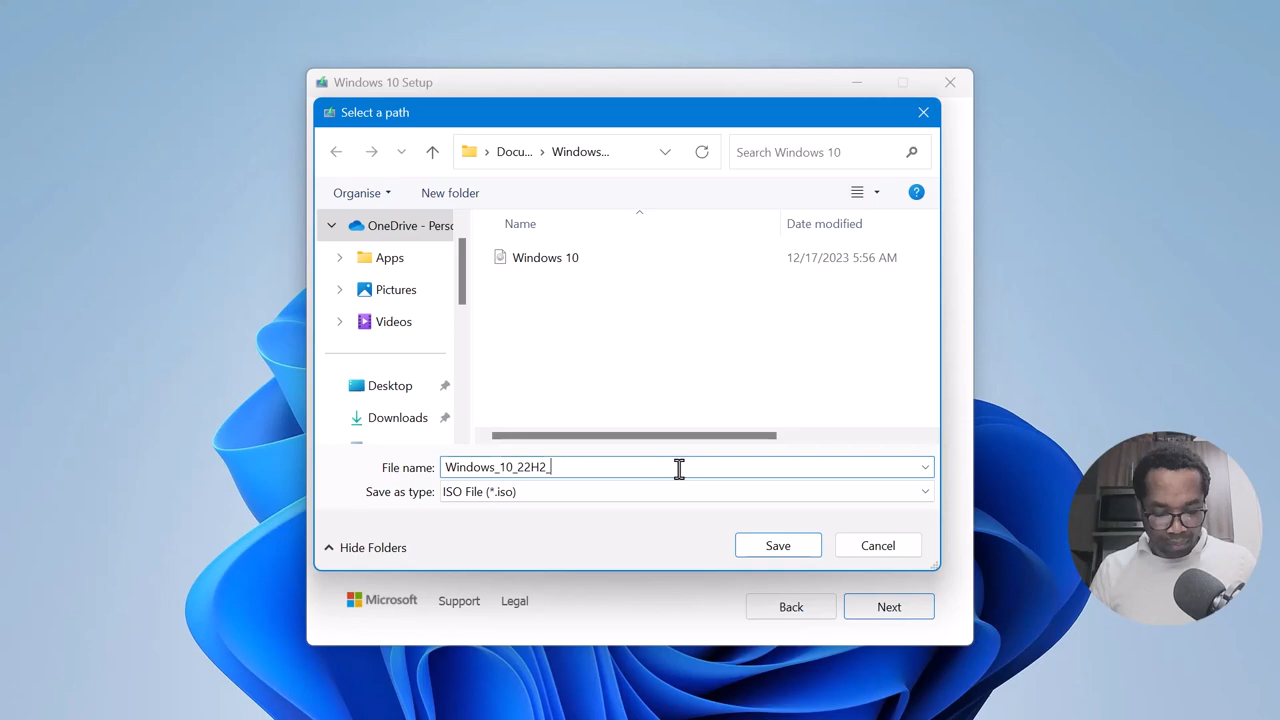 Windows 10 Setup
Select a path
Docu... Windows...
Search Windows 10
Organise
New folder
?
OneDrive - Perso
Name
Date modified
Apps
Windows 10
12/17/2023 5:56 AM
Pictures
Videos
Desktop
Downloads
File name: Windows_10_22H2_
Save as type: ISO File (*.iso)
Hide Folders
Save
Cancel
Microsoft
Support
Legal
Back
Next